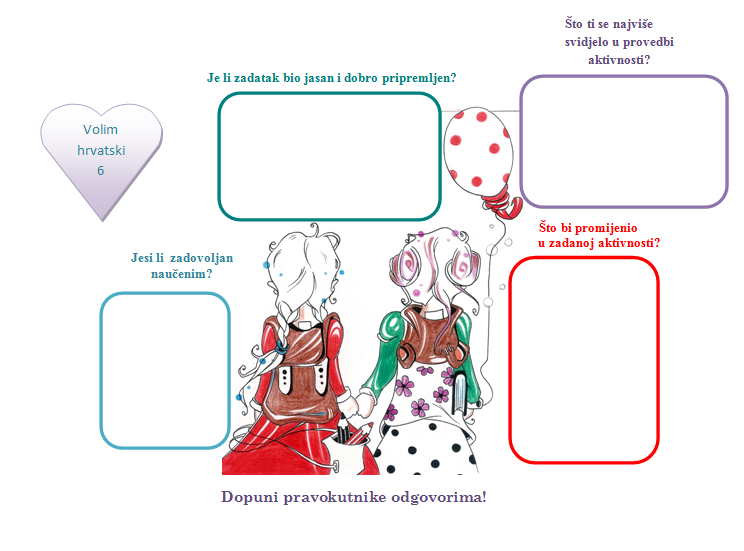 Što ti se najviše
svidjelo u provedbi
aktivnosti?
Je li zadatak bio jasan i dobro pripremljen?
Volim
hrvatski
6
Što bi promijenio
u zadanoj aktivnosti?
Jesi li  zadovoljan
naučenim?
Dopuni pravokutnike odgovorima!